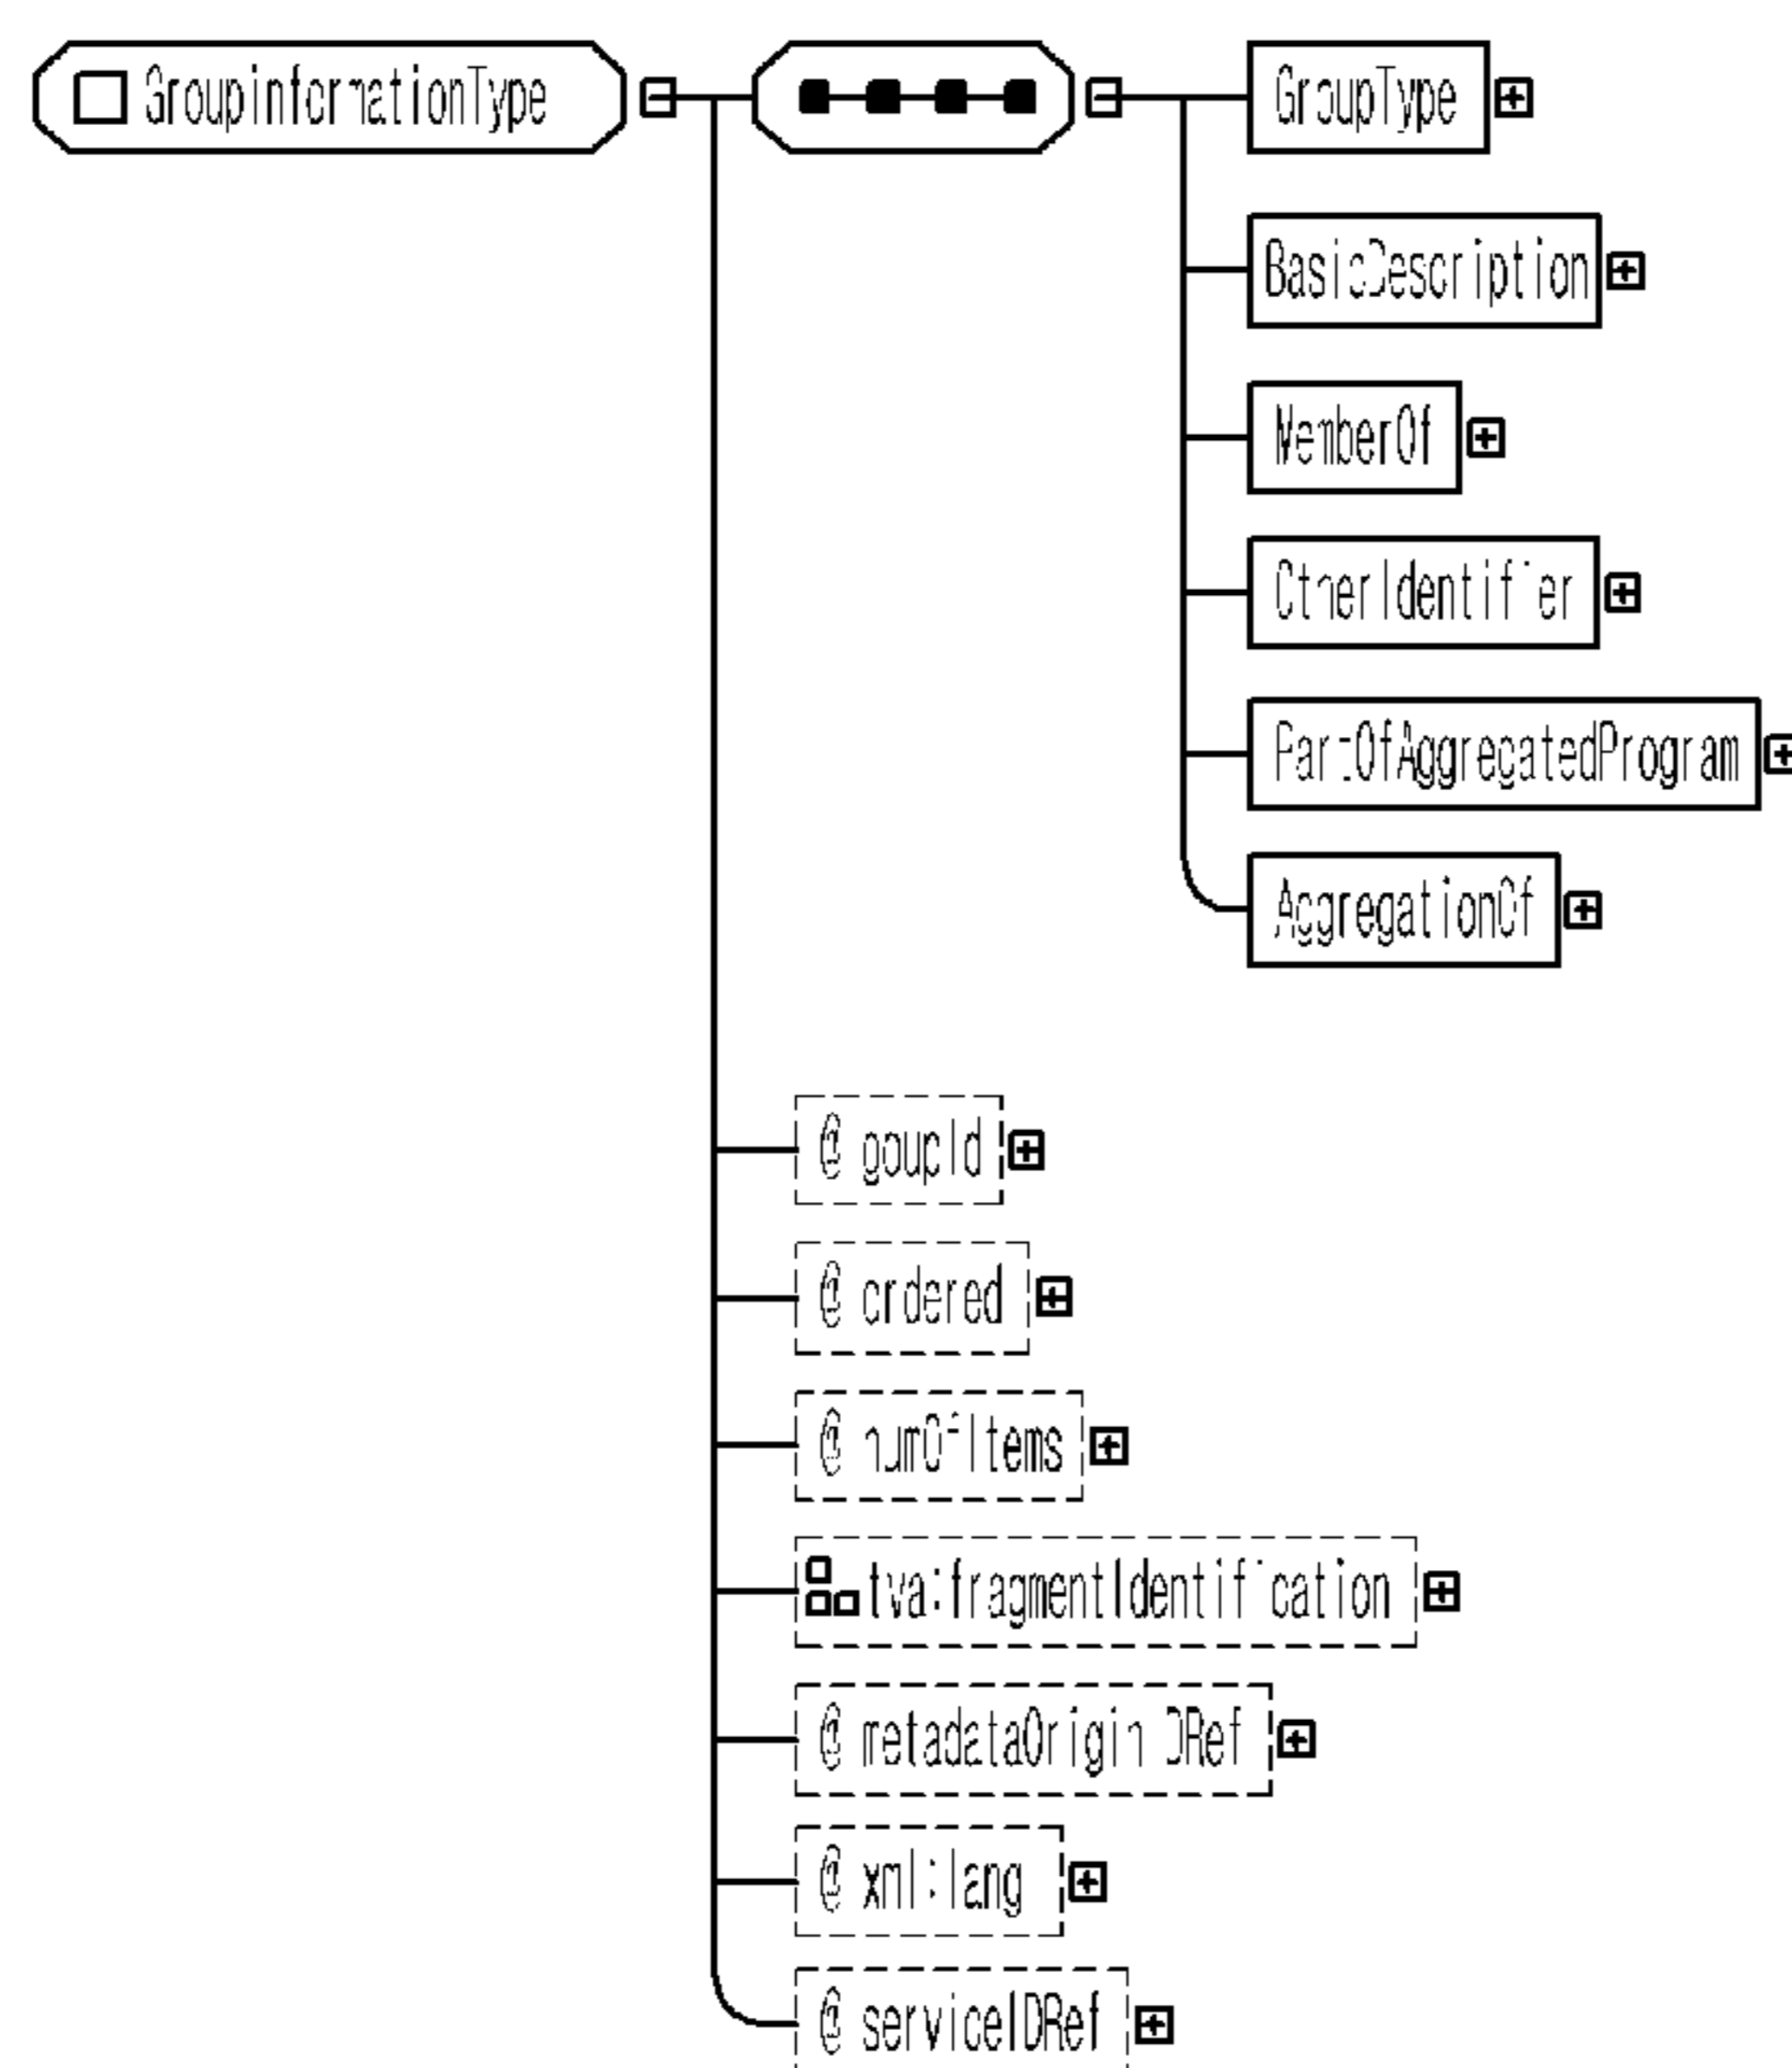 GroupinformationType
GroupType
BasicDescription
MemberOf
OtherIdentifier
PartOfAggregatedProgram
AggregationOf
@ goupId
@ ordered
@ numOfItems
tva:fragmentIdentification
@ metadataOriginIDRef
@ xml:lang
@ serviceIDRef